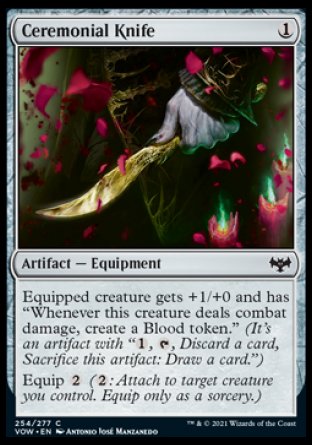 Ceremonial Knife 1
Artifact — Equipment
Equipped creature gets +1/+0 and has
“Whenever this creature deals combat
damage, create a Blood token.” (It's
an artifact with “1, , Discard a card,
Sacrifice this artifact: Draw a card.”)
Equip 2 (2: Attach to target creature
you control. Equip only as a sorcery.)
254/277 C
VOW • EN Antonio José Manzanedo
™ & © 2021 Wizards of the Coast